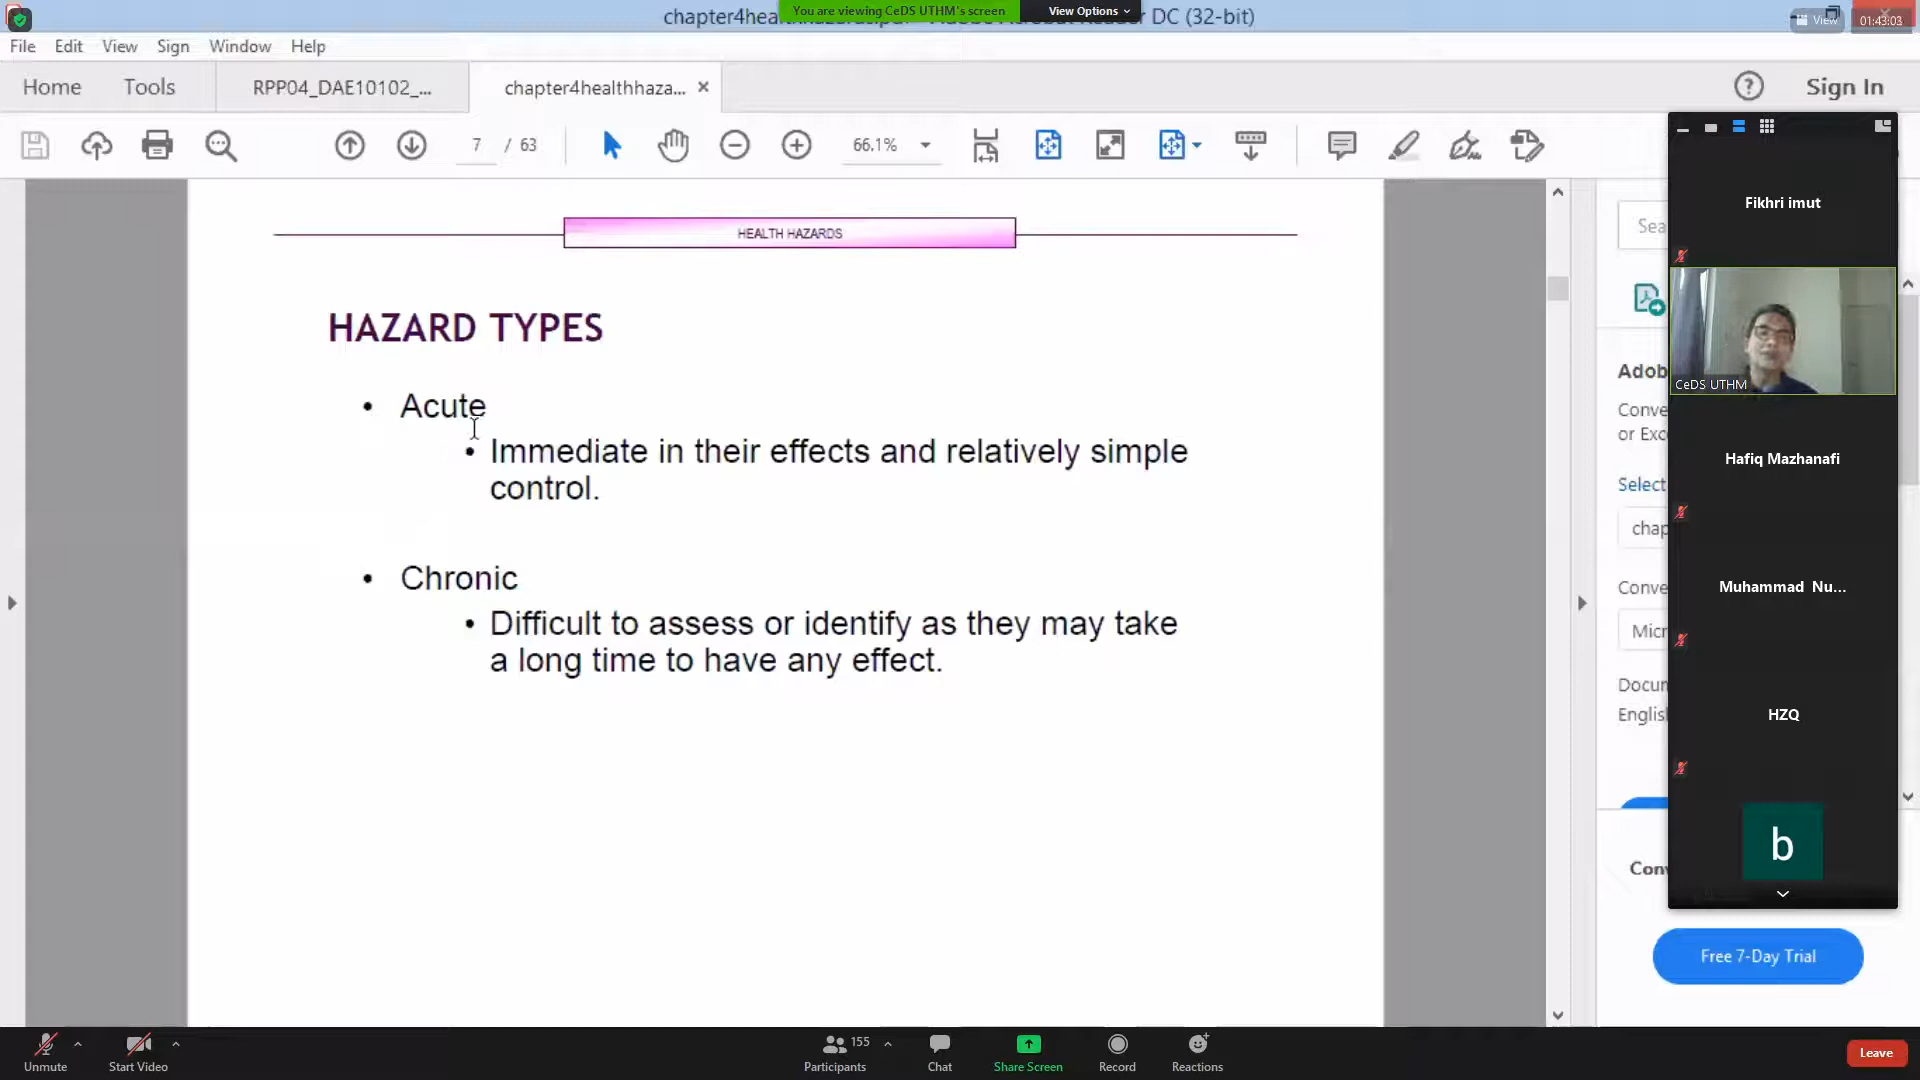 You are viewing CeDS UTHM's screen
View Options
DC (32-bit)
View
01:43:03
File Edit View Sign Window Help
Home Tools RPP04_DAE10102_... chapter4healthhaza... ×
? Sign In
7 / 63
66.1%
HEALTH HAZARDS
HAZARD TYPES
• Acute
• Immediate in their effects and relatively simple
control.
• Chronic
• Difficult to assess or identify as they may take
a long time to have any effect.
Fikhri imut
CeDS UTHM
Hafiq Mazhanafi
Muhammad Nu...
HZQ
b
Select
Free 7-Day Trial
Unmute
Start Video
Participants
155
Chat
Share Screen
Record
Reactions
Leave